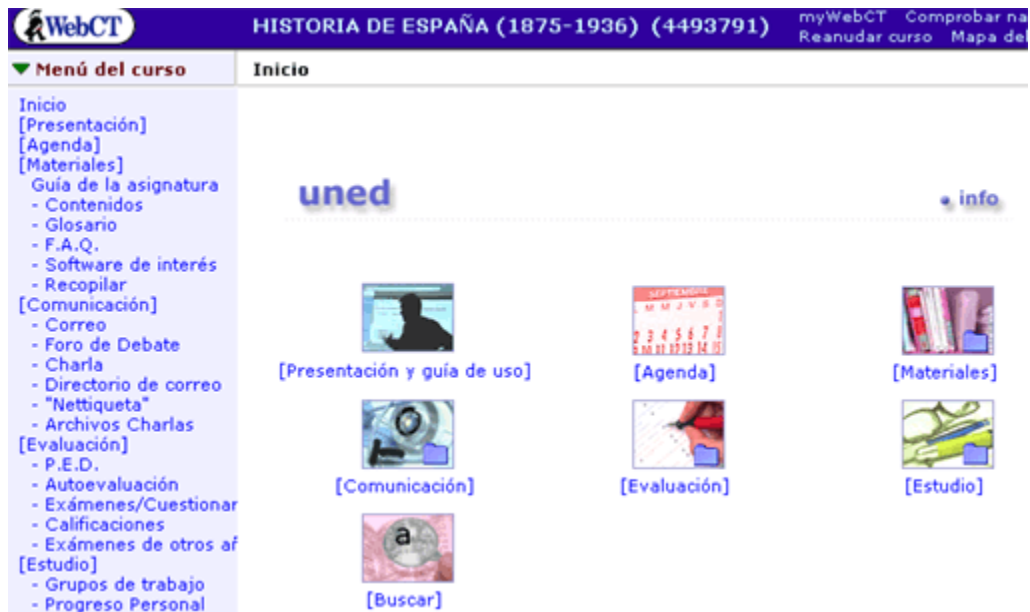 WebCT
HISTORIA DE ESPAÑA (1875-1936) (4493791)
myWebCT Comprobar na
Reanudar curso Mapa del
Menú del curso
Inicio
Inicio
[Presentación]
[Agenda]
[Materiales]
Guía de la asignatura
- Contenidos
- Glosario
- F.A.Q.
- Software de interés
- Recopilar
[Comunicación]
- Correo
- Foro de Debate
- Charla
- Directorio de correo
- "Nettiqueta"
- Archivos Charlas
[Evaluación]
- P.E.D.
- Autoevaluación
- Exámenes/Cuestionar
- Calificaciones
- Exámenes de otros añ
[Estudio]
- Grupos de trabajo
- Progreso Personal
uned
info
[Presentación y guía de uso]
SEPTIEMBRE
[Agenda]
[Materiales]
[Comunicación]
[Evaluación]
[Estudio]
a
[Buscar]